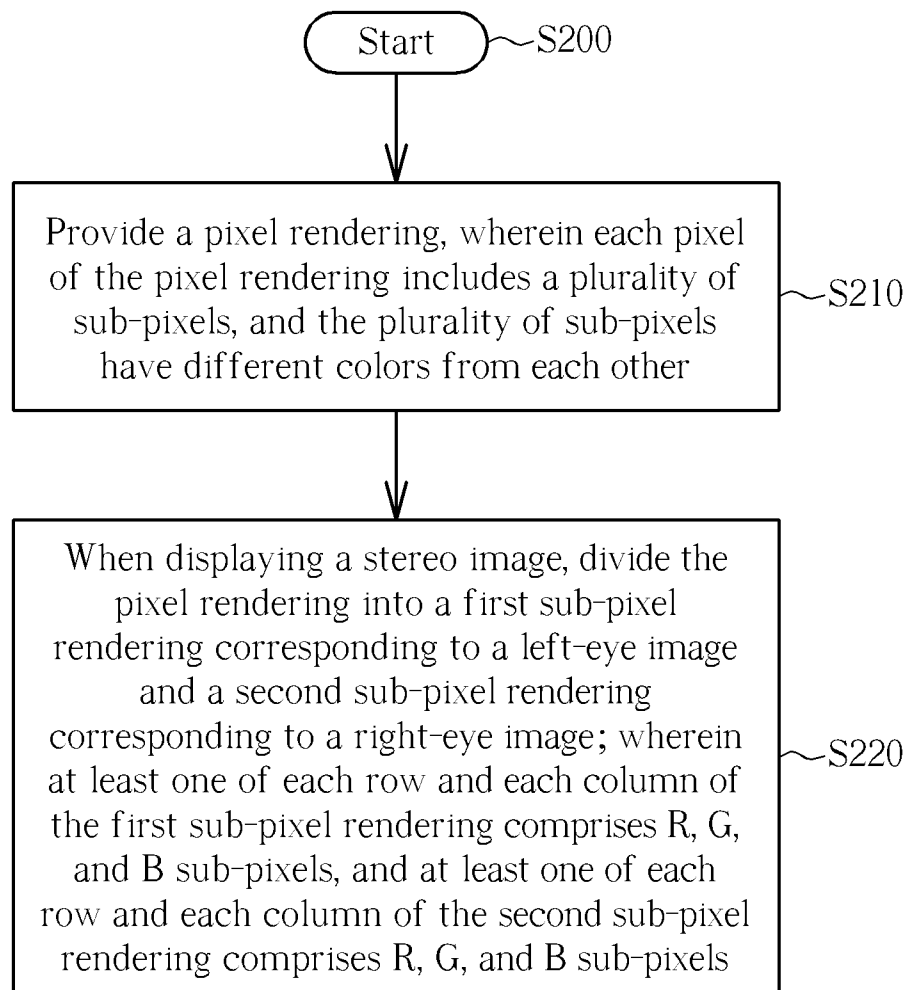 Start
S200
Provide a pixel rendering, wherein each pixel
of the pixel rendering includes a plurality of
sub-pixels, and the plurality of sub-pixels
have different colors from each other
S210
When displaying a stereo image, divide the
pixel rendering into a first sub-pixel
rendering corresponding to a left-eye image
and a second sub-pixel rendering
corresponding to a right-eye image; wherein
at least one of each row and each column of
the first sub-pixel rendering comprises R, G,
and B sub-pixels, and at least one of each
row and each column of the second sub-pixel
rendering comprises R, G, and B sub-pixels
S220